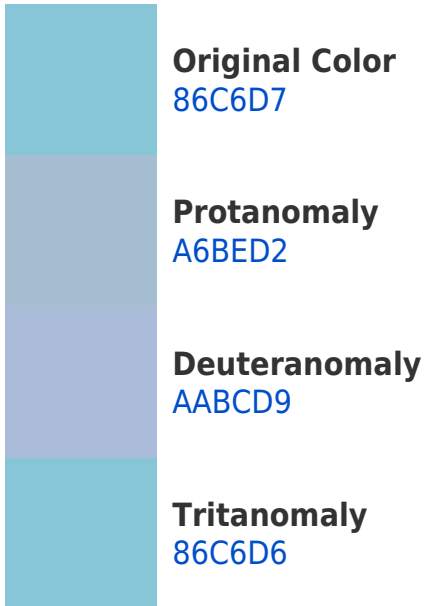 Original Color
86C6D7
Protanomaly
A6BED2
Deuteranomaly
AABCD9
Tritanomaly
86C6D6